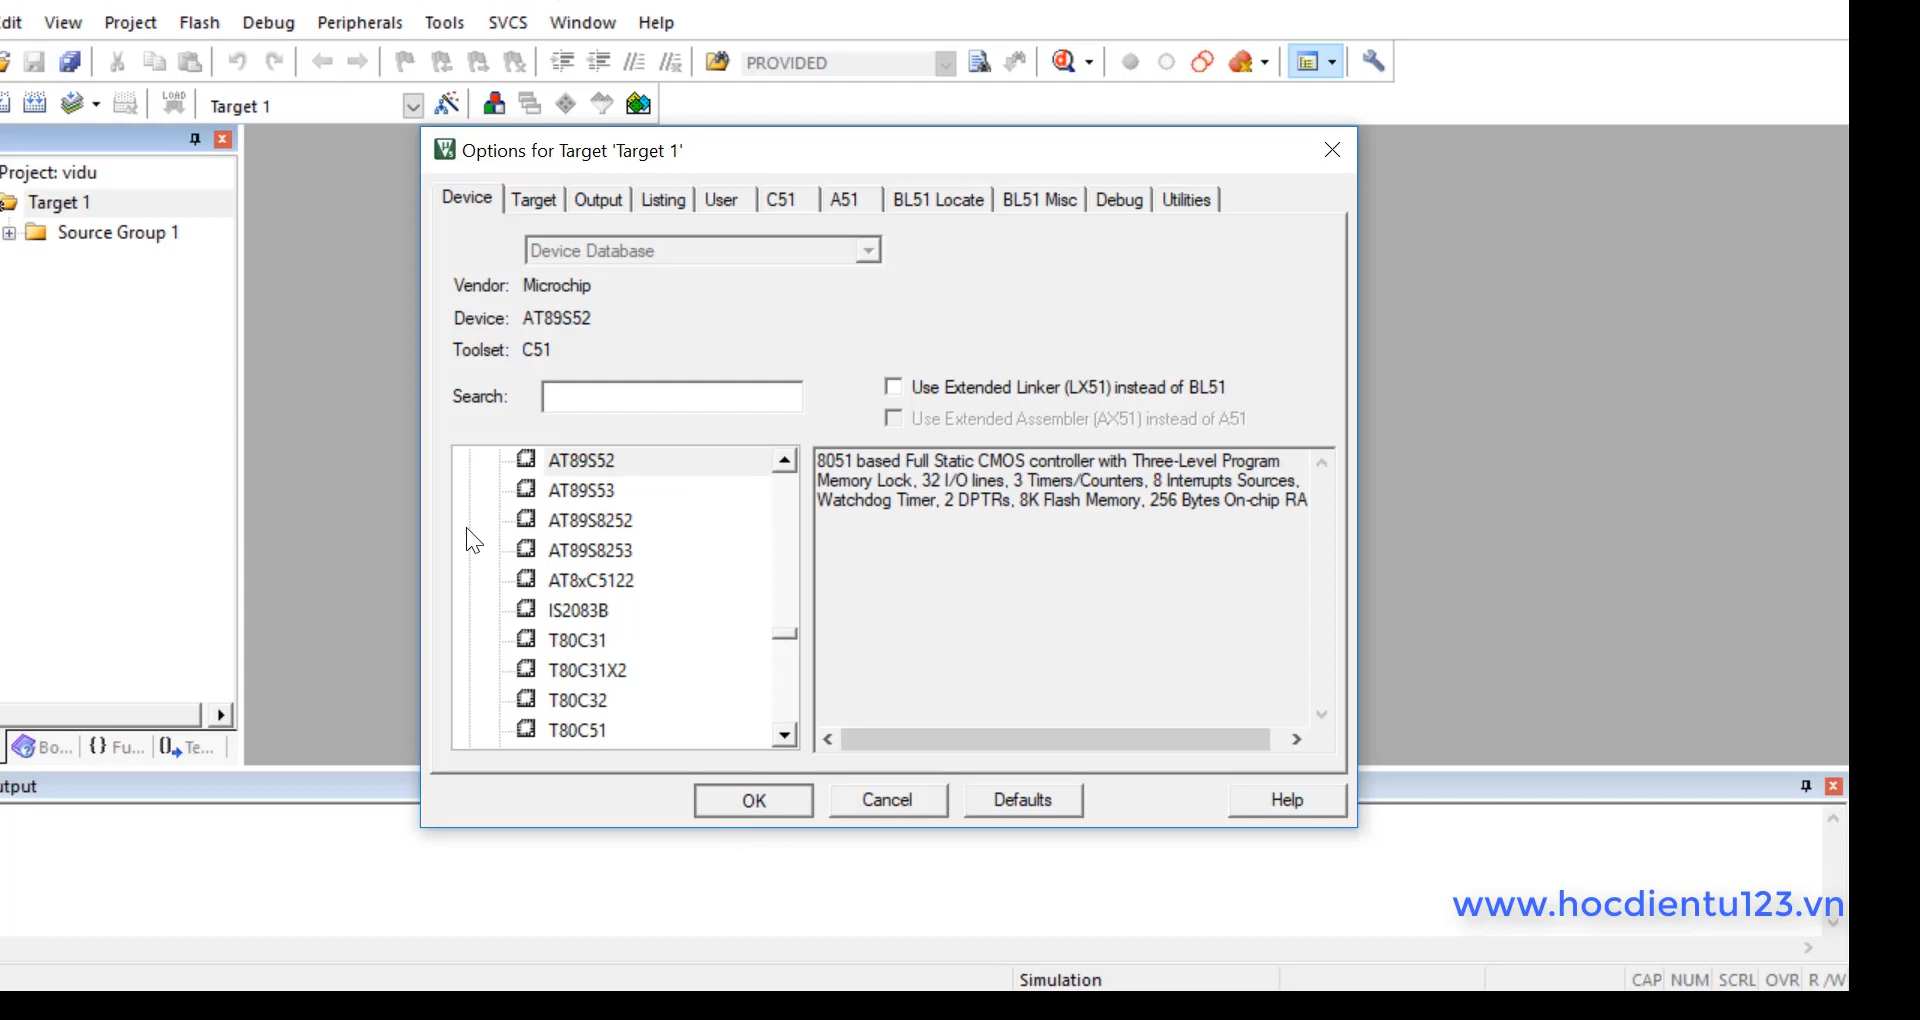 dit View Project Flash Debug Peripherals Tools SVCS Window Help
PROVIDED
LOAD Target 1
Options for Target 'Target 1'
Project: vidu
Target 1
Source Group 1
Device Target Output Listing User C51 A51 BL51 Locate BL51 Misc Debug Utilities
Device Database
Vendor: Microchip
Device: AT89S52
Toolset: C51
Search:
Use Extended Linker (LX51) instead of BL51
Use Extended Assembler (AX51) instead of A51
AT89S52
AT89S53
AT89S8252
AT89S8253
AT8xC5122
IS2083B
T80C31
T80C31X2
T80C32
T80C51
8051 based Full Static CMOS controller with Three-Level Program
Memory Lock, 32 I/O lines, 3 Timers/Counters, 8 Interrupts Sources,
Watchdog Timer, 2 DPTRs, 8K Flash Memory, 256 Bytes On-chip RA
Bo... {} Fu... Te...
OK Cancel Defaults Help
utput
www.hocdientu123.vn
Simulation CAP NUM SCRL OVR R/W